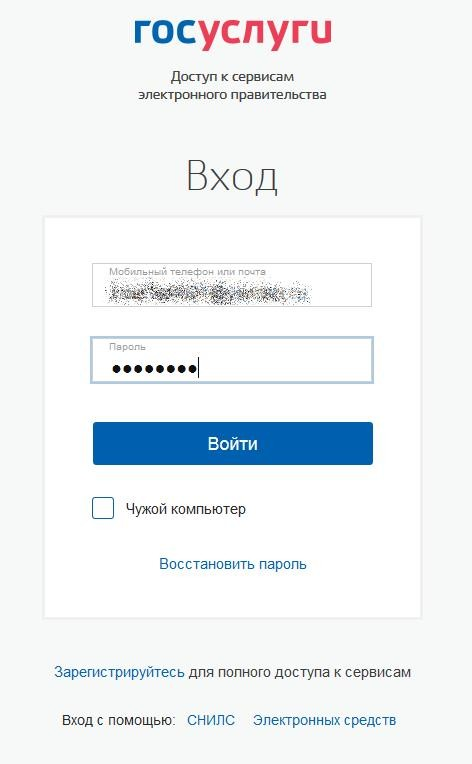 госуслуги
Доступ к сервисам
электронного правительства
Вход
Мобильный телефон или почта
Пароль
●●●●●●●●
Войти
Чужой компьютер
Восстановить пароль
Зарегистрируйтесь для полного доступа к сервисам
Вход с помощью: СНИЛС Электронных средств